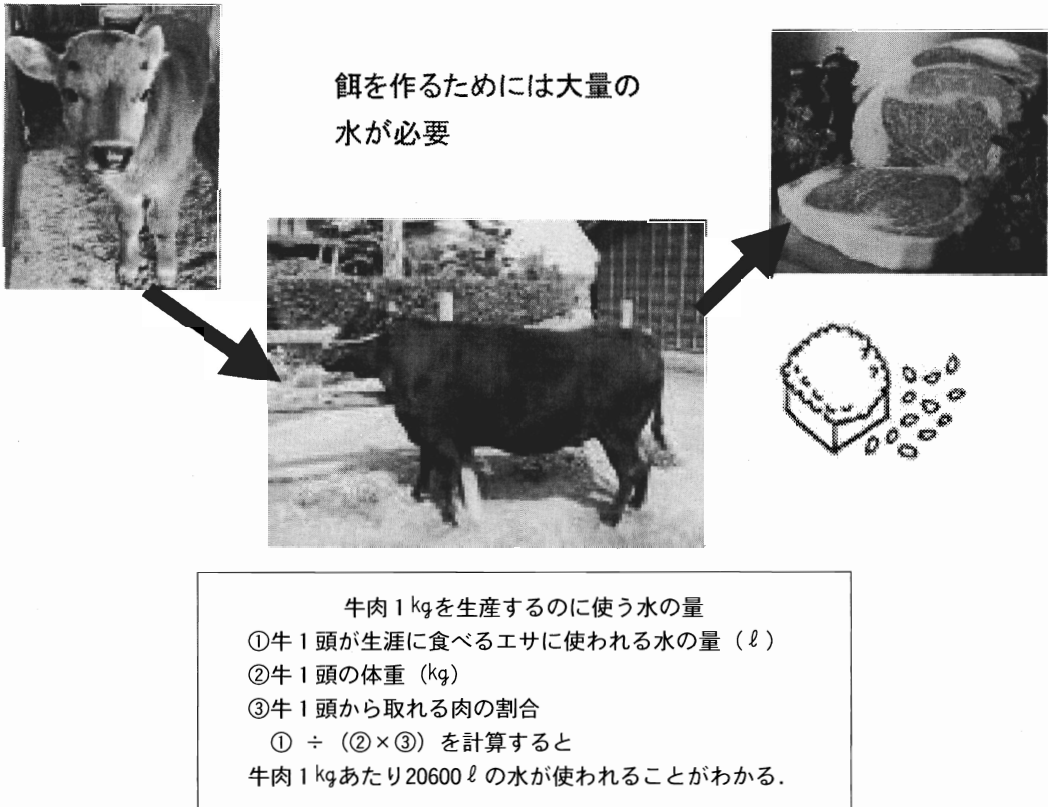 餌を作るためには大量の
水が必要
牛肉1kgを生産するのに使う水の量
①牛1頭が生涯に食べるエサに使われる水の量（ℓ）
②牛1頭の体重（kg）
③牛1頭から取れる肉の割合
① ÷（②×③）を計算すると
牛肉1kgあたり20600ℓの水が使われることがわかる．